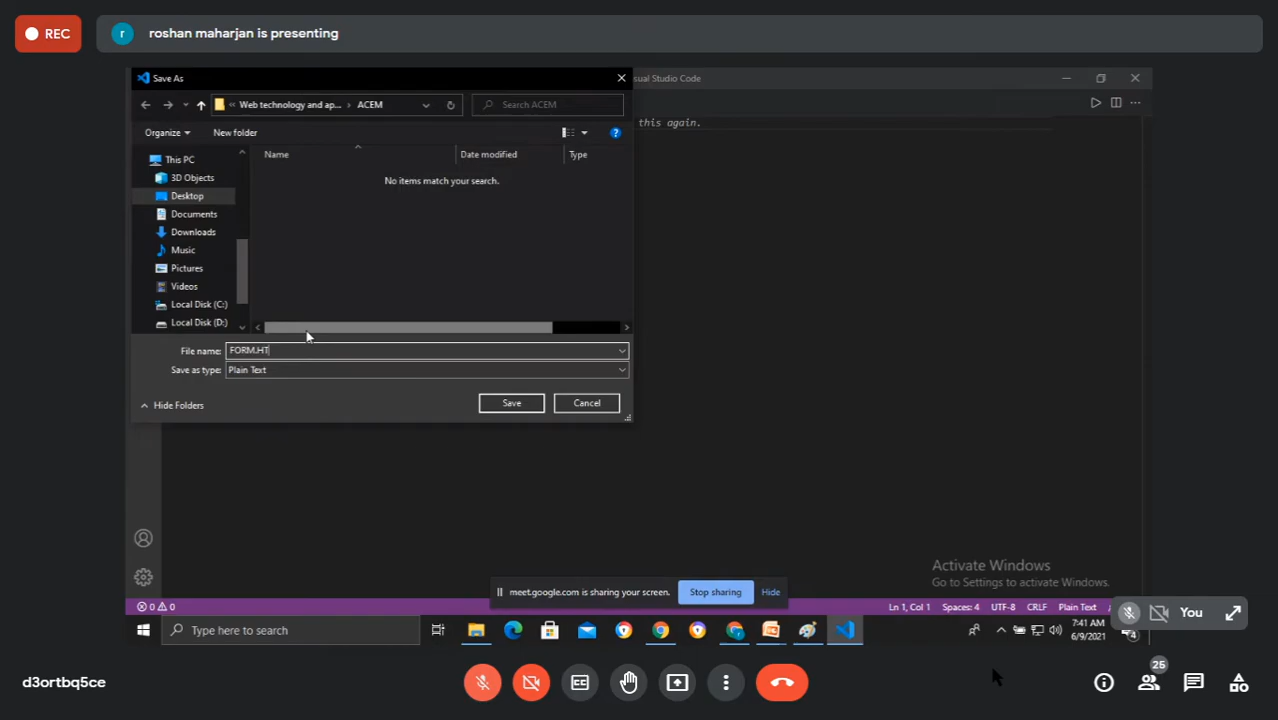 REC
r
roshan maharjan is presenting
Save As
sual Studio Code
Web technology and ap...
ACEM
Search ACEM
this again.
Organize
New folder
Name
Date modified
Type
This PC
No items match your search.
3D Objects
Desktop
Documents
Downloads
Music
Pictures
Videos
Local Disk (C:)
Local Disk (D:)
File name:
FORM.HT
Save as type:
Plain Text
Save
Cancel
Hide Folders
Activate Windows
Go to Settings to activate Windows.
meet.google.com is sharing your screen.
Stop sharing
Hide
0
0
Ln 1, Col 1
Spaces: 4
UTF-8
CRLF
Plain Text
You
Type here to search
7:41 AM
6/9/2021
4
d3ortbq5ce
25